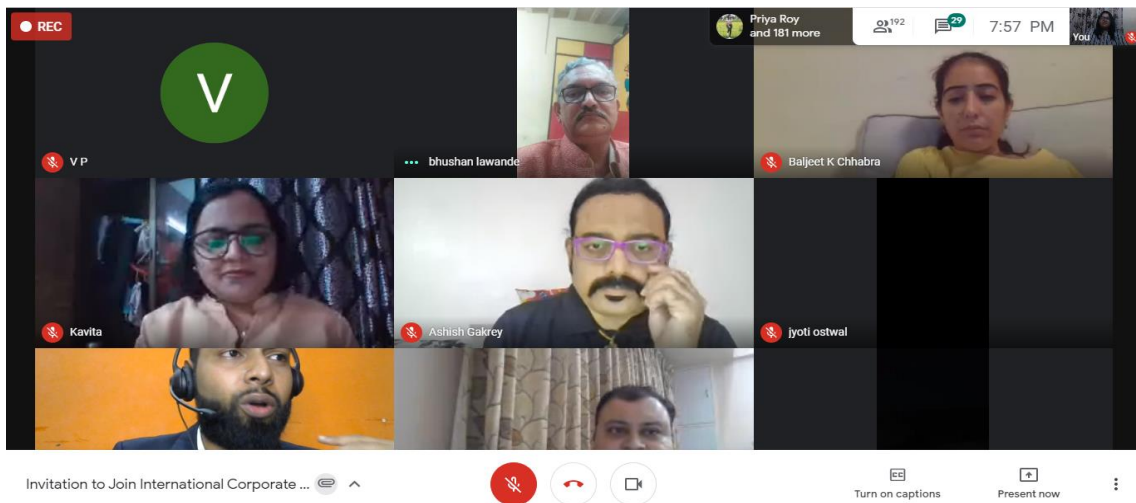 REC
Priya Roy
and 181 more
192
29
7:57 PM
You
V
V P
bhushan lawande
Baljeet K Chhabra
Kavita
Ashish Gakrey
jyoti ostwal
Invitation to Join International Corporate ...
CC
Turn on captions
Present now